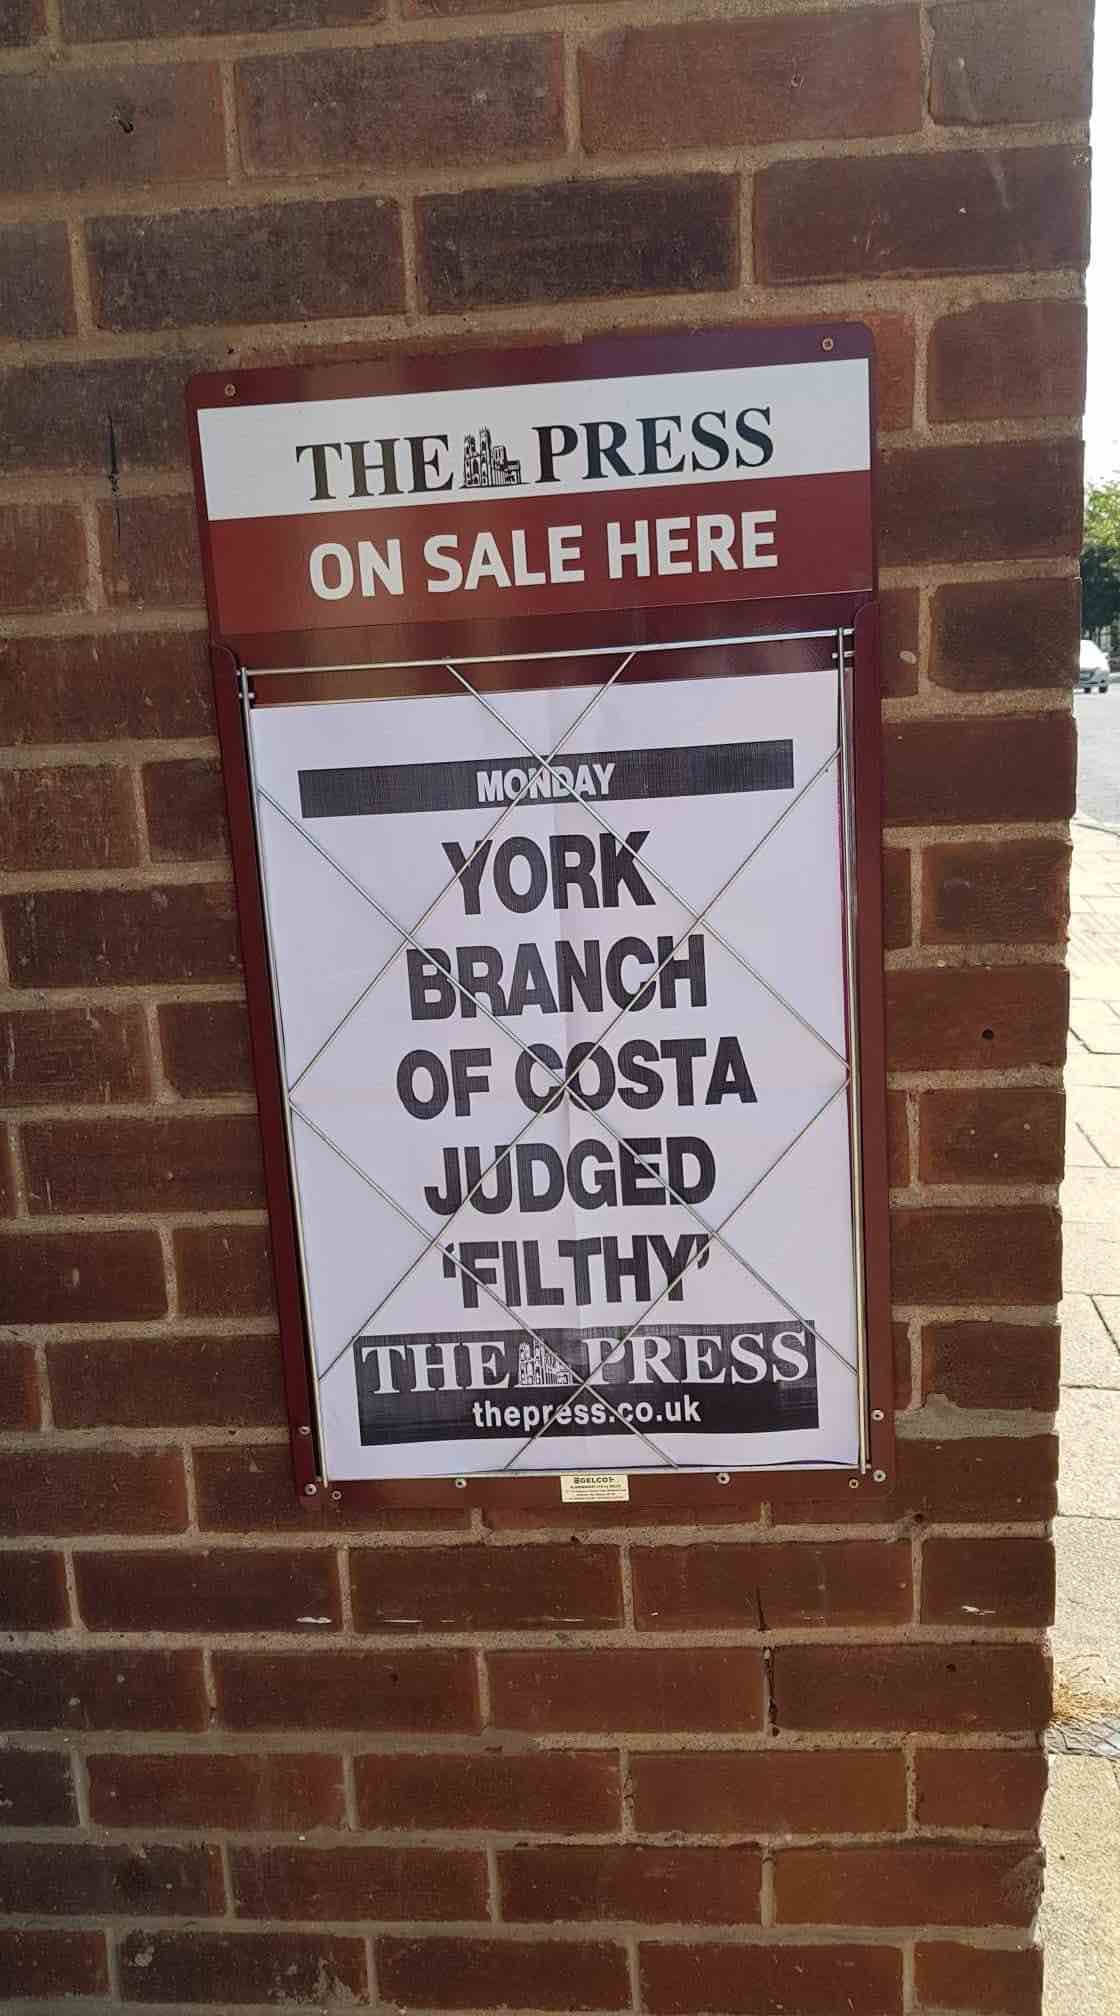 THE PRESS
ON SALE HERE
MONDAY
YORK
BRANCH
OF COSTA
JUDGED
'FILTHY'
THE PRESS
thepress.co.uk